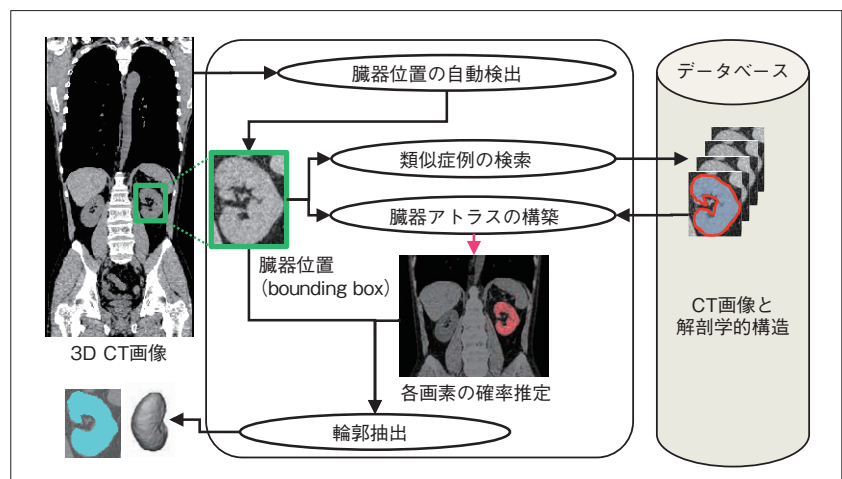 臓器位置の自動検出
データベース
類似症例の検索
臓器アトラスの構築
臓器位置
（bounding box）
CT画像と
解剖学的構造
3D CT画像
各画素の確率推定
輪郭抽出